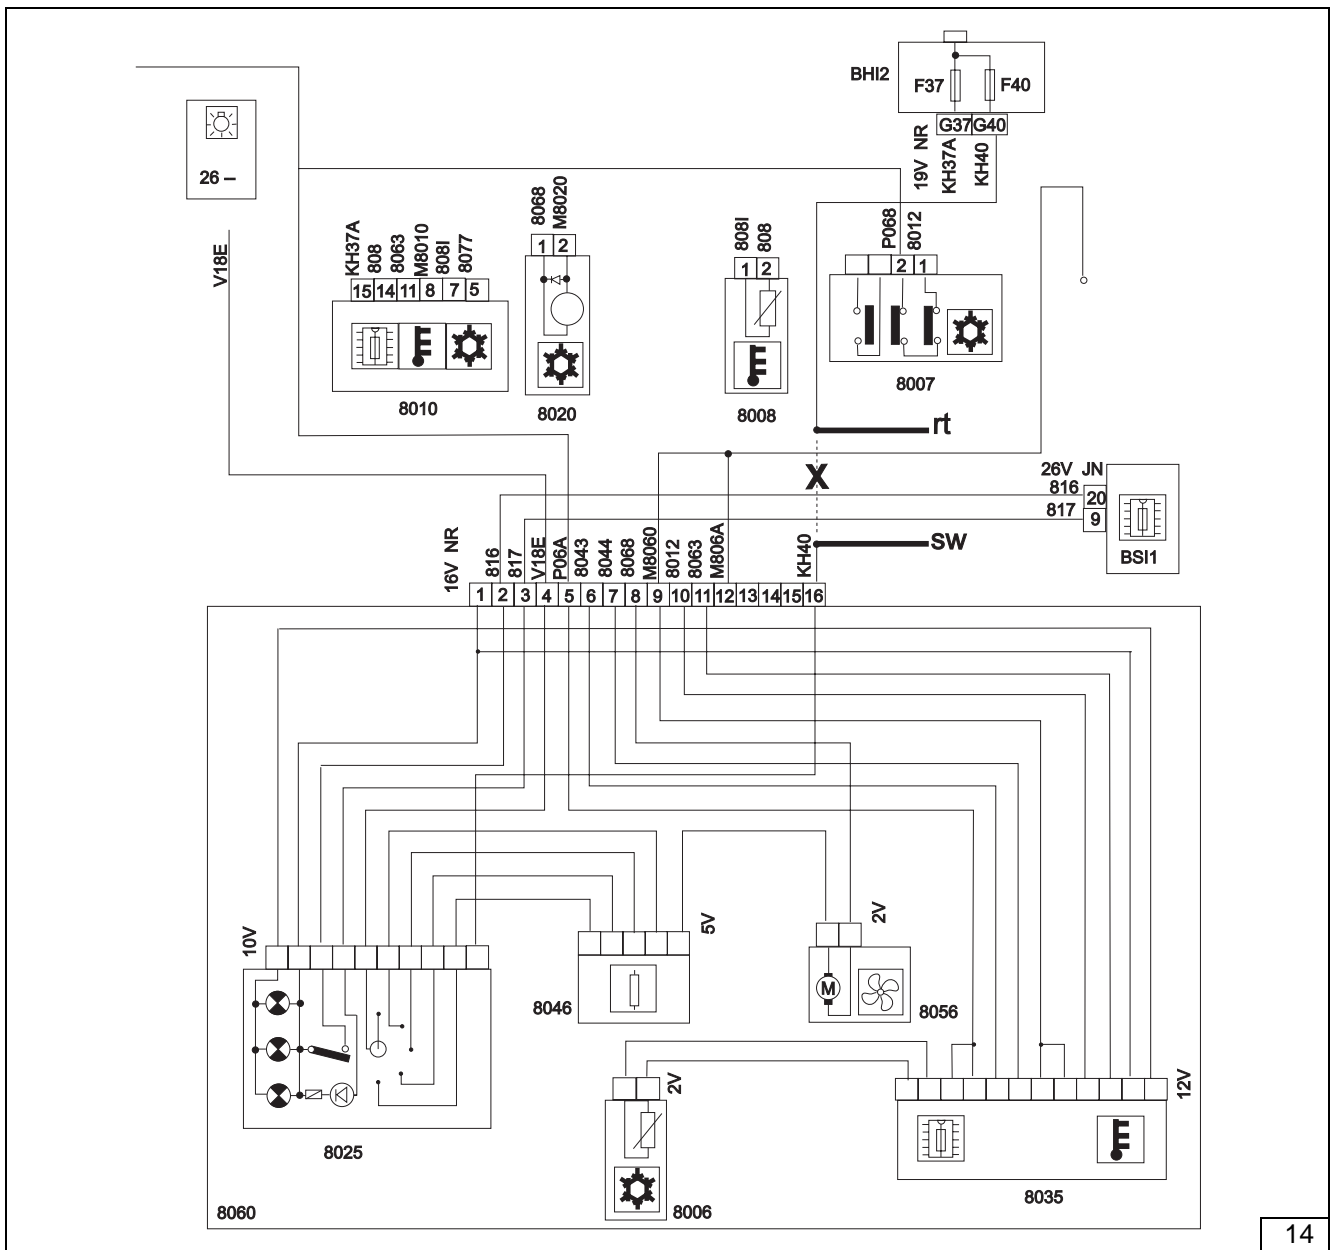 BHI2
F37
F40
G37
G40
19V NR
KH37A
KH40
26 –
V18E
KH37A
808
8063
M8010
808I
8077
15
14
11
8
7
5
8010
8068
M8020
1
2
8020
808I
808
1
2
8008
P068
8012
2
1
8007
rt
X
sw
26V JN
816
20
817
9
BSI1
16V NR
816
817
V18E
P06A
8043
8044
8068
M8060
8012
8063
M806A
KH40
1
2
3
4
5
6
7
8
9
10
11
12
13
14
15
16
10V
8025
5V
8046
2V
M
8056
2V
8006
12V
8035
8060
14